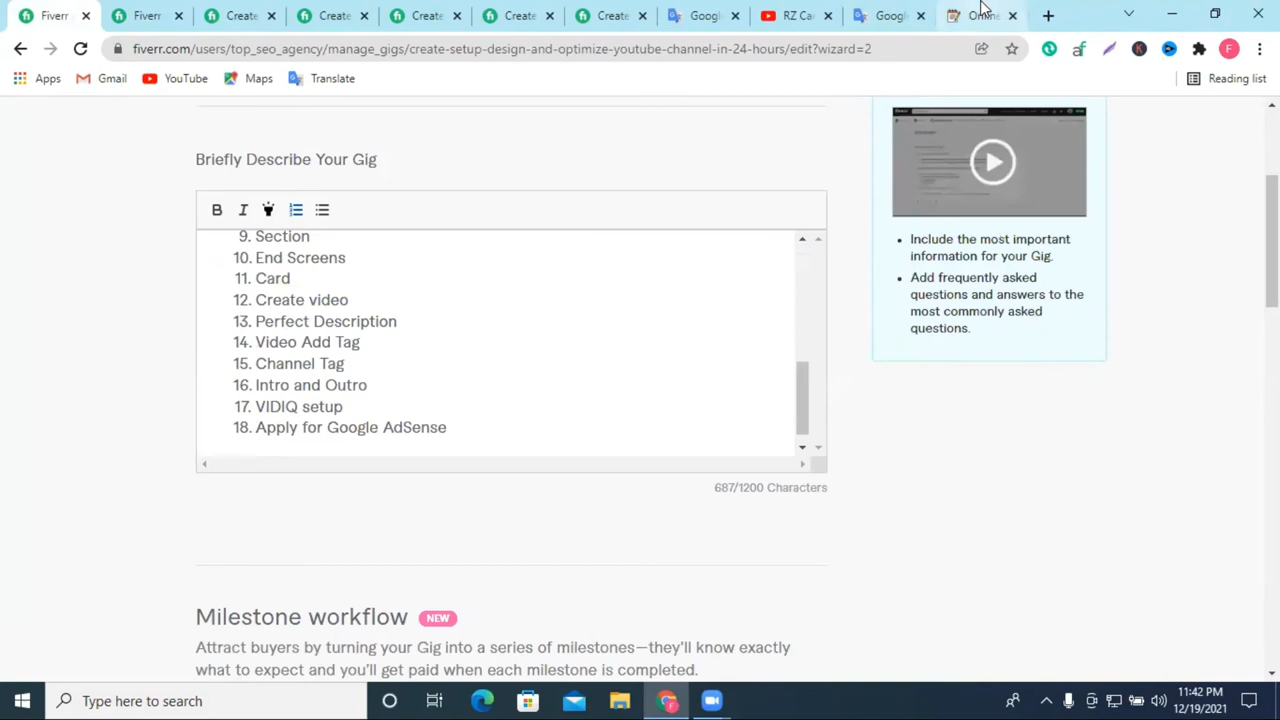 Fiverr
Fiverr
Create
Create
Create
Create
Create
Google
RZ Car
Google
Online
fiverr.com/users/top_seo_agency/manage_gigs/create-setup-design-and-optimize-youtube-channel-in-24-hours/edit?wizard=2
Apps
Gmail
YouTube
Maps
Translate
Reading list
Briefly Describe Your Gig
B I
9. Section
10. End Screens
11. Card
12. Create video
13. Perfect Description
14. Video Add Tag
15. Channel Tag
16. Intro and Outro
17. VIDIQ setup
18. Apply for Google AdSense
687/1200 Characters
• Include the most important
information for your Gig.
• Add frequently asked
questions and answers to the
most commonly asked
questions.
Milestone workflow NEW
Attract buyers by turning your Gig into a series of milestones—they'll know exactly
what to expect and you'll get paid when each milestone is completed.
Type here to search
11:42 PM
12/19/2021